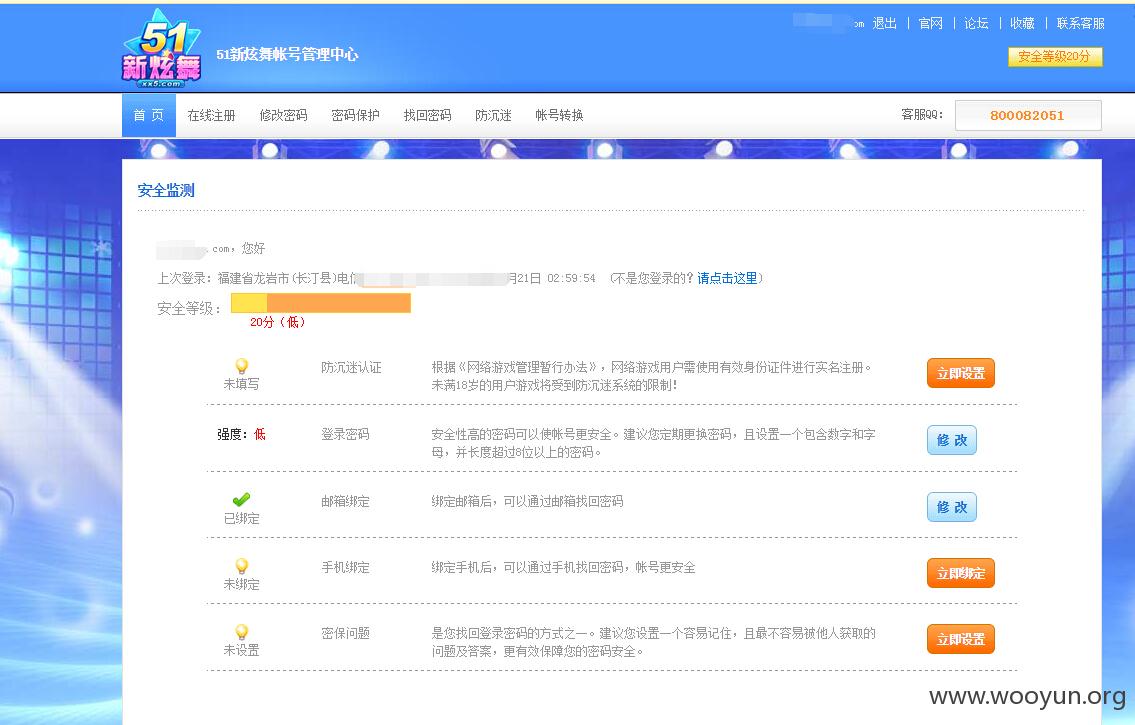 om 退出 | 官网 | 论坛 | 收藏 | 联系客服
51
新炫舞
xx5.com
51新炫舞帐号管理中心
安全等级20分
首 页 在线注册 修改密码 密码保护 找回密码 防沉迷 帐号转换 客服QQ: 800082051
安全监测
.com，您好
上次登录：福建省龙岩市(长汀县)电信 月21日 02:59:54 （不是您登录的？请点击这里）
安全等级：
20分（低）
未填写
防沉迷认证
根据《网络游戏管理暂行办法》，网络游戏用户需使用有效身份证件进行实名注册。
未满18岁的用户游戏将受到防沉迷系统的限制！
立即设置
强度：低
登录密码
安全性高的密码可以使帐号更安全。建议您定期更换密码，且设置一个包含数字和字
母，并长度超过8位以上的密码。
修 改
已绑定
邮箱绑定
绑定邮箱后，可以通过邮箱找回密码
修 改
未绑定
手机绑定
绑定手机后，可以通过手机找回密码，帐号更安全
立即绑定
未设置
密保问题
是您找回登录密码的方式之一。建议您设置一个容易记住，且最不容易被他人获取的
问题及答案，更有效保障您的密码安全。
立即设置
www.wooyun.org